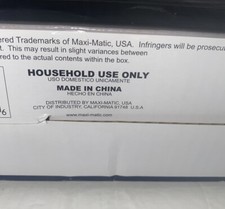 ered Trademarks of Maxi-Matic, USA. Infringers will be prosecu
t. This may result in slight variances between
ered to the actual contents within the box.
HOUSEHOLD USE ONLY
USO DOMESTICO UNICAMENTE
MADE IN CHINA
HECHO EN CHINA
DISTRIBUTED BY MAXI-MATIC, USA
CITY OF INDUSTRY, CALIFORNIA 91748 U.S.A
www.maxi-matic.com